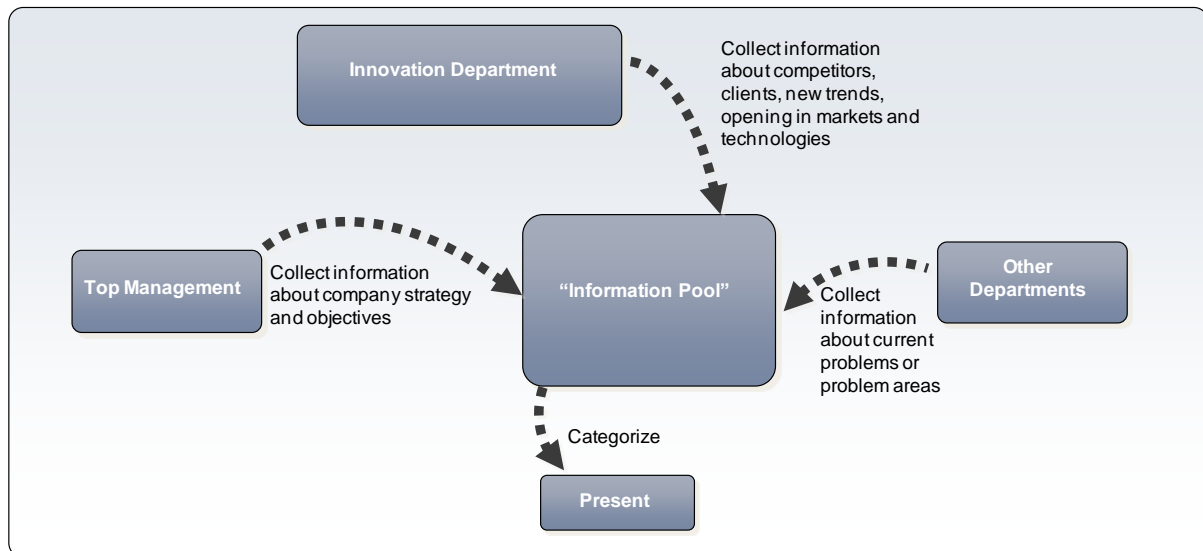 Innovation Department
Collect information
about competitors,
clients, new trends,
opening in markets and
technologies
Top Management
Collect information
about company strategy
and objectives
“Information Pool”
Other
Departments
Collect
information
about current
problems or
problem areas
Categorize
Present